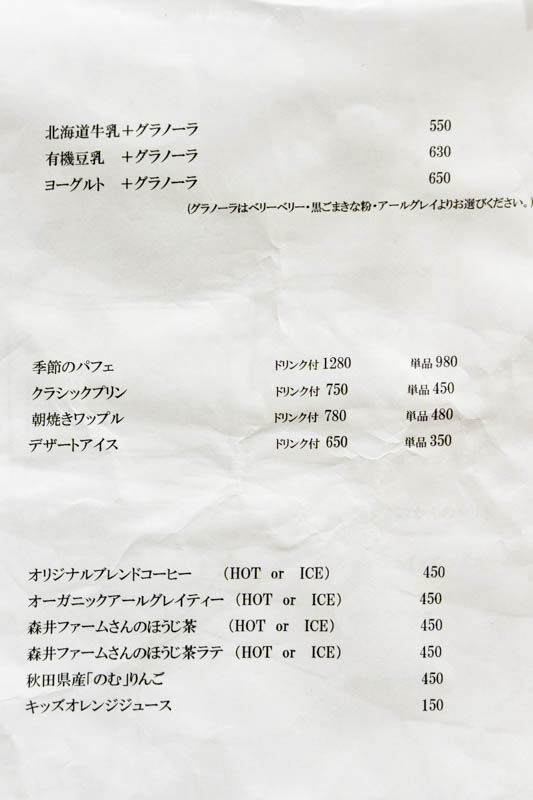 北海道牛乳＋グラノーラ 550
有機豆乳　＋グラノーラ 630
ヨーグルト　＋グラノーラ 650
(グラノーラはベリーベリー・黒ごまきな粉・アールグレイよりお選びください。)
季節のパフェ ドリンク付 1280 単品 980
クラシックプリン ドリンク付 750 単品 450
朝焼きワップル ドリンク付 780 単品 480
デザートアイス ドリンク付 650 単品 350
オリジナルブレンドコーヒー （HOT or ICE） 450
オーガニックアールグレイティー （HOT or ICE） 450
森井ファームさんのほうじ茶 （HOT or ICE） 450
森井ファームさんのほうじ茶ラテ （HOT or ICE） 450
秋田県産「のむ」りんご 450
キッズオレンジジュース 150